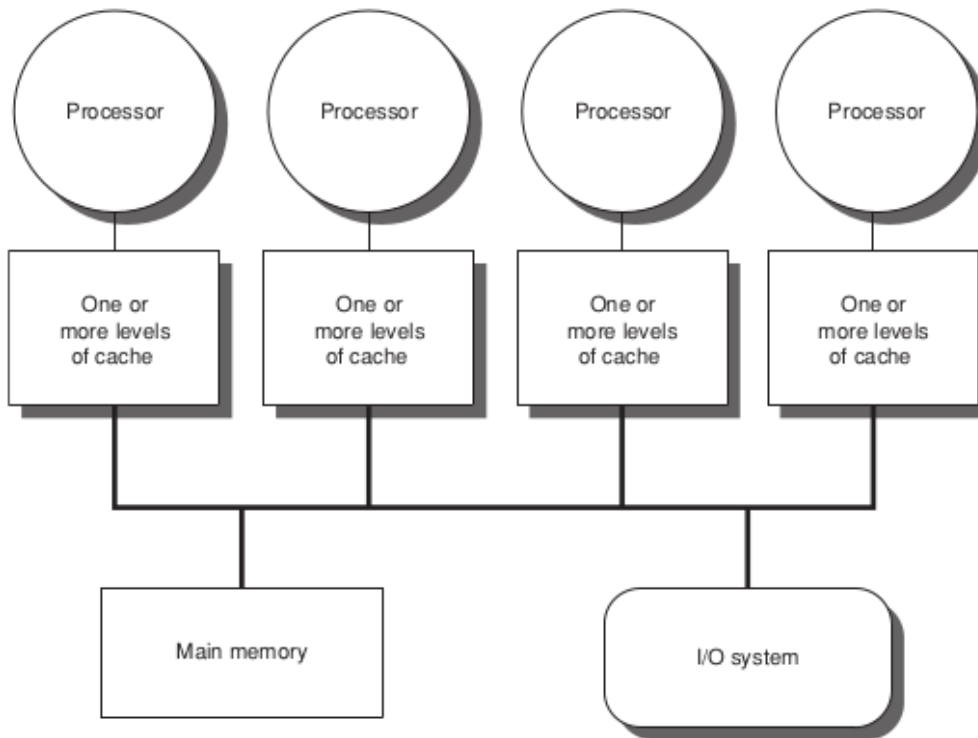 Processor
Processor
Processor
Processor
One or
more levels
of cache
One or
more levels
of cache
One or
more levels
of cache
One or
more levels
of cache
Main memory
I/O system